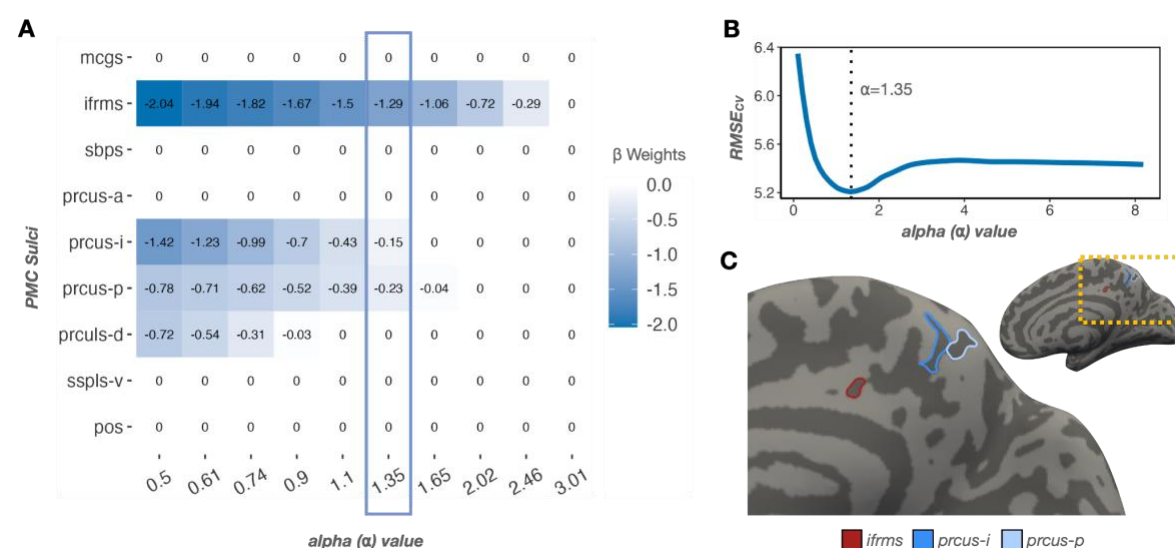 A
PMC Sulci
mcgs 0 0 0 0 0 0 0 0 0 0
ifrms -2.04 -1.94 -1.82 -1.67 -1.5 -1.29 -1.06 -0.72 -0.29 0
sbps 0 0 0 0 0 0 0 0 0 0
prcus-a 0 0 0 0 0 0 0 0 0 0
prcus-i -1.42 -1.23 -0.99 -0.7 -0.43 -0.15 0 0 0 0
prcus-p -0.78 -0.71 -0.62 -0.52 -0.39 -0.23 -0.04 0 0 0
prculs-d -0.72 -0.54 -0.31 -0.03 0 0 0 0 0 0
sspls-v 0 0 0 0 0 0 0 0 0 0
pos 0 0 0 0 0 0 0 0 0 0
0.5 0.61 0.74 0.9 1.1 1.35 1.65 2.02 2.46 3.01
alpha (α) value
β Weights
0.0
-0.5
-1.0
-1.5
-2.0
B
RMSEcv
6.4
6.0
5.6
5.2
α=1.35
0 2 4 6 8
alpha (α) value
C
ifrms prcus-i prcus-p